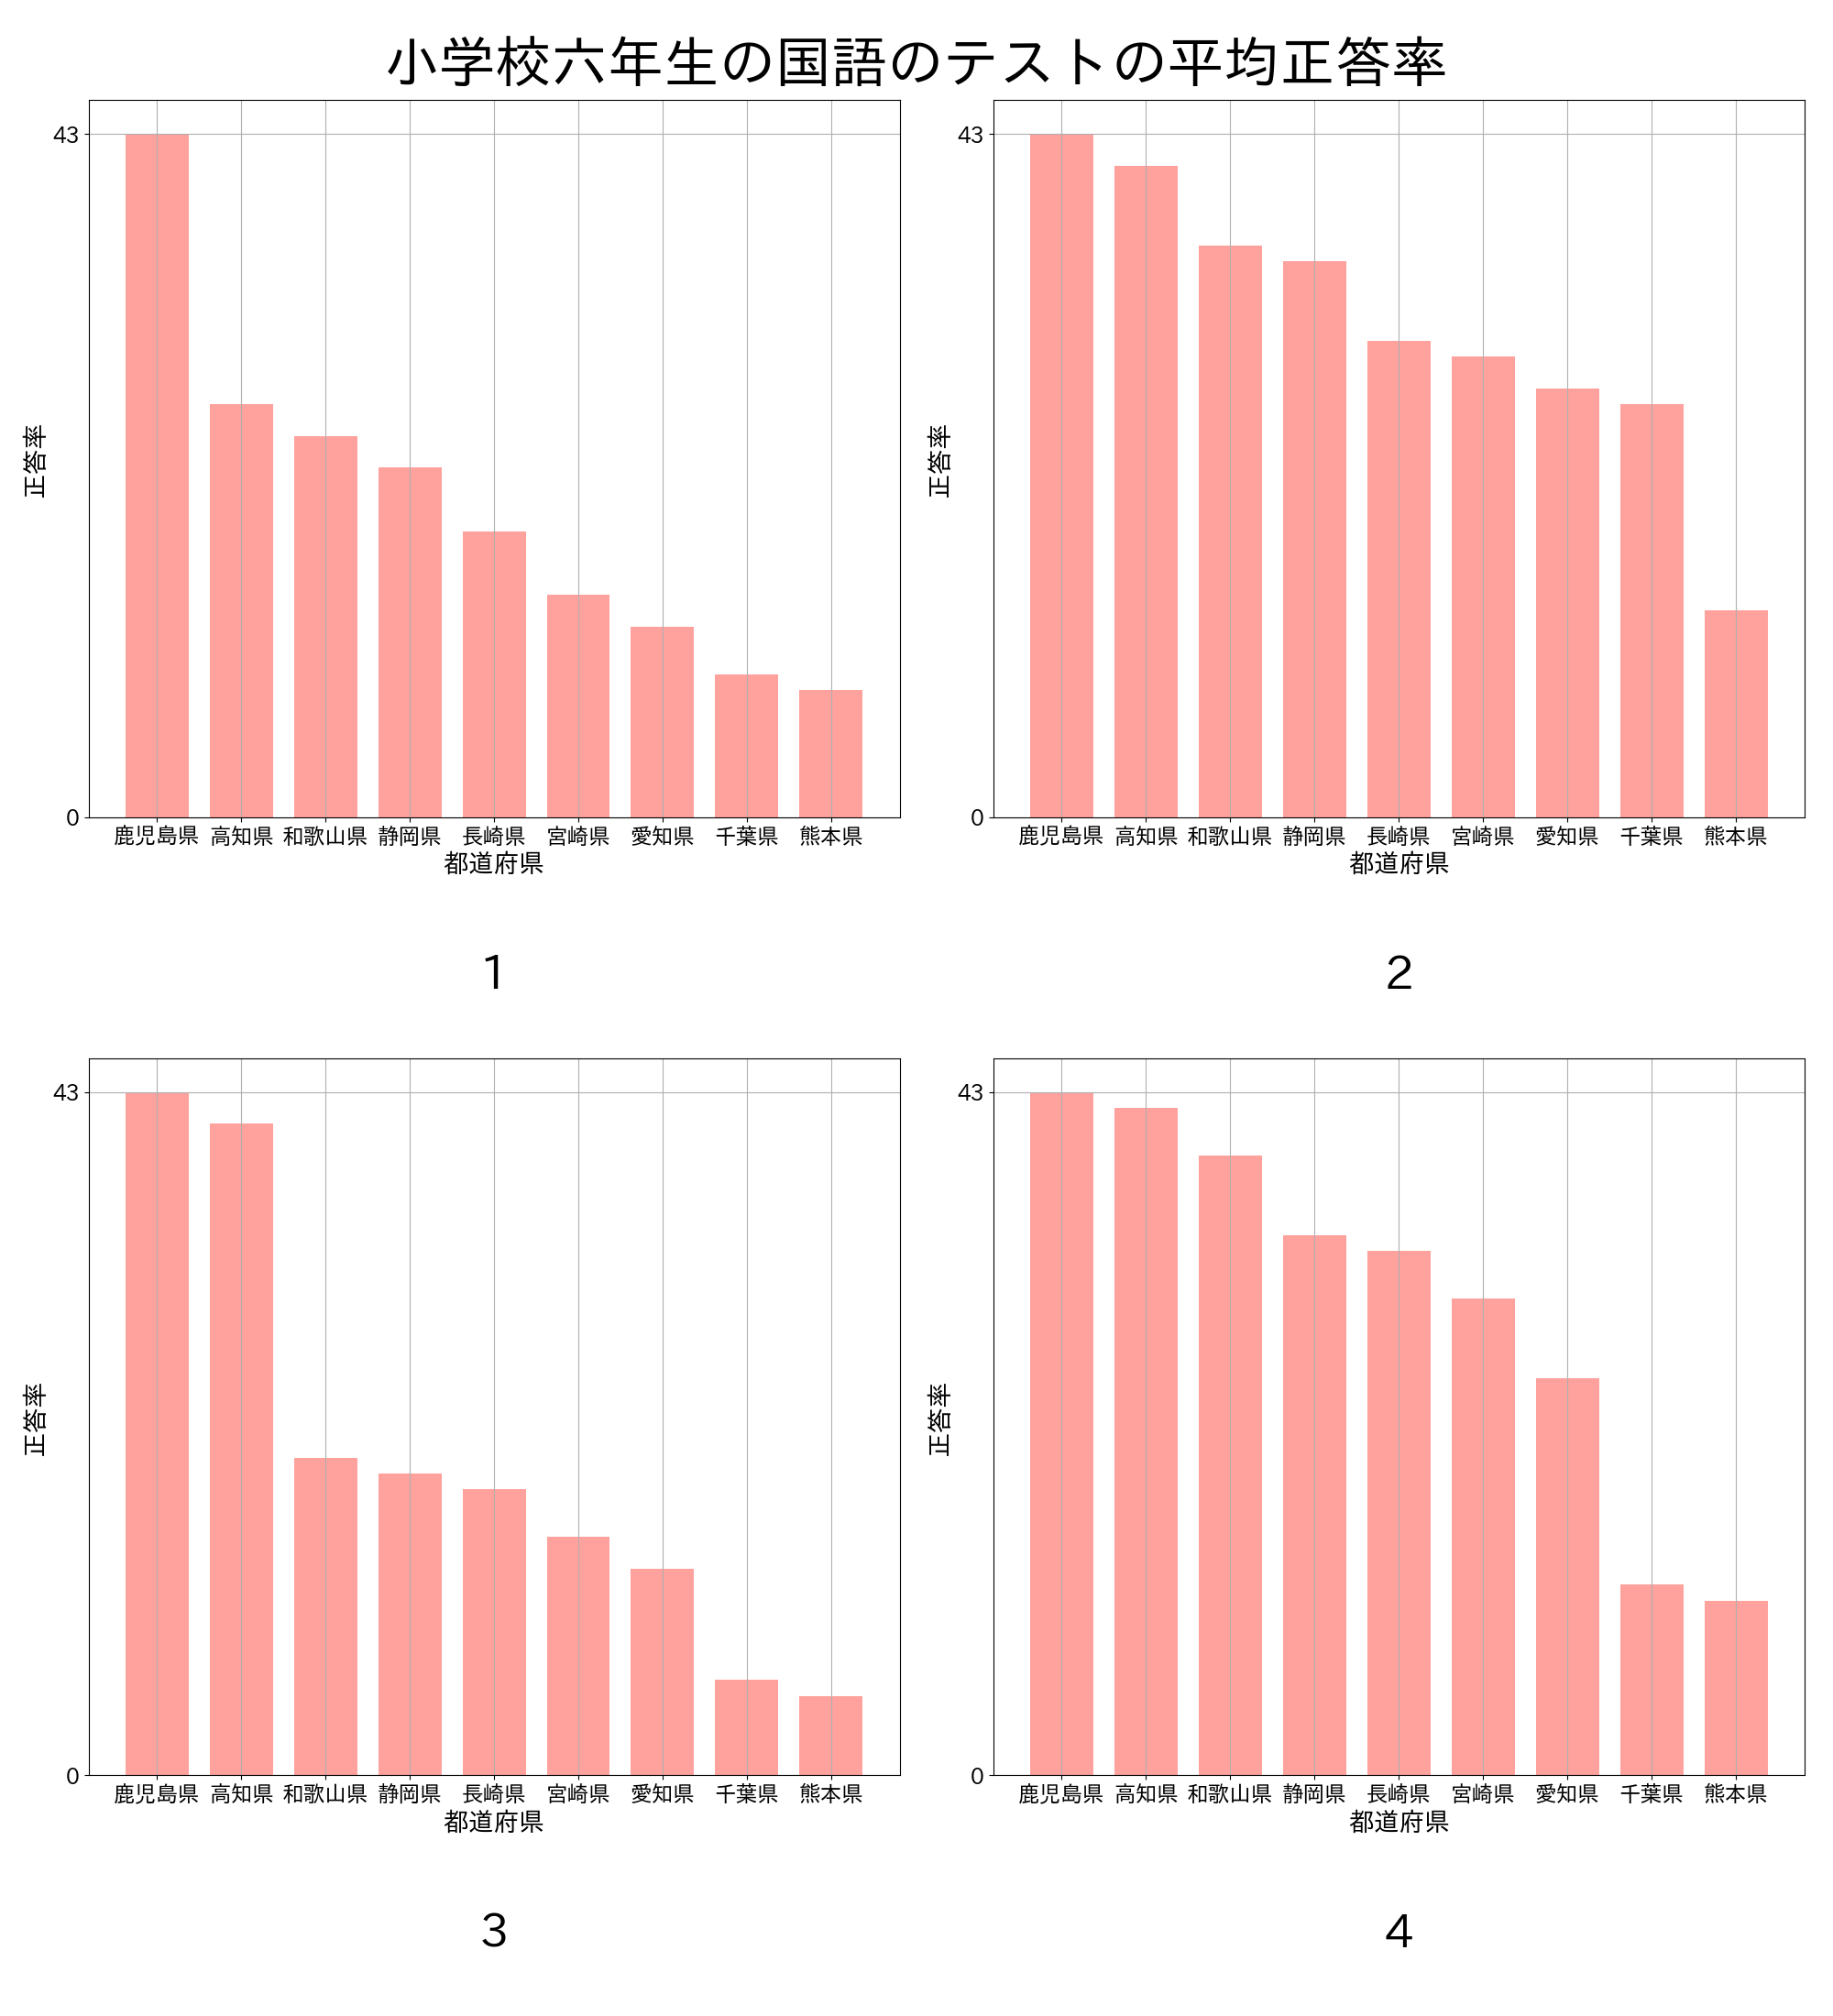 小学校六年生の国語のテストの平均正答率
43
0
正答率
鹿児島県 高知県 和歌山県 静岡県 長崎県 宮崎県 愛知県 千葉県 熊本県
都道府県
1
43
0
正答率
鹿児島県 高知県 和歌山県 静岡県 長崎県 宮崎県 愛知県 千葉県 熊本県
都道府県
2
43
0
正答率
鹿児島県 高知県 和歌山県 静岡県 長崎県 宮崎県 愛知県 千葉県 熊本県
都道府県
3
43
0
正答率
鹿児島県 高知県 和歌山県 静岡県 長崎県 宮崎県 愛知県 千葉県 熊本県
都道府県
4